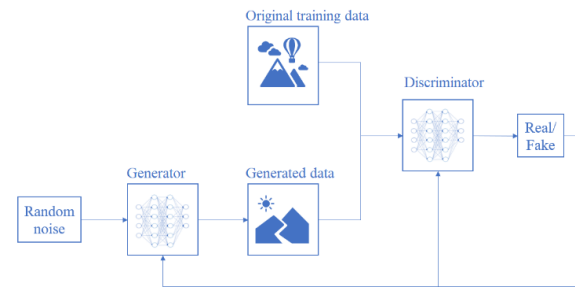 Original training data
Discriminator
Real/
Fake
Generator
Generated data
Random
noise